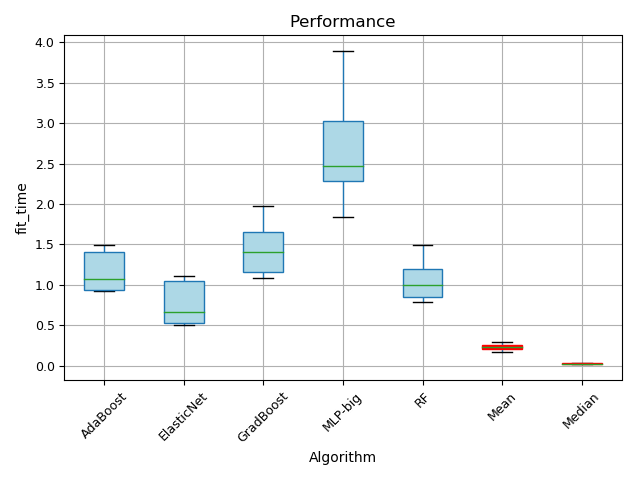 Performance
4.0
3.5
3.0
2.5
2.0
1.5
1.0
0.5
0.0
fit_time
AdaBoost
ElasticNet
GradBoost
MLP-big
RF
Mean
Median
Algorithm